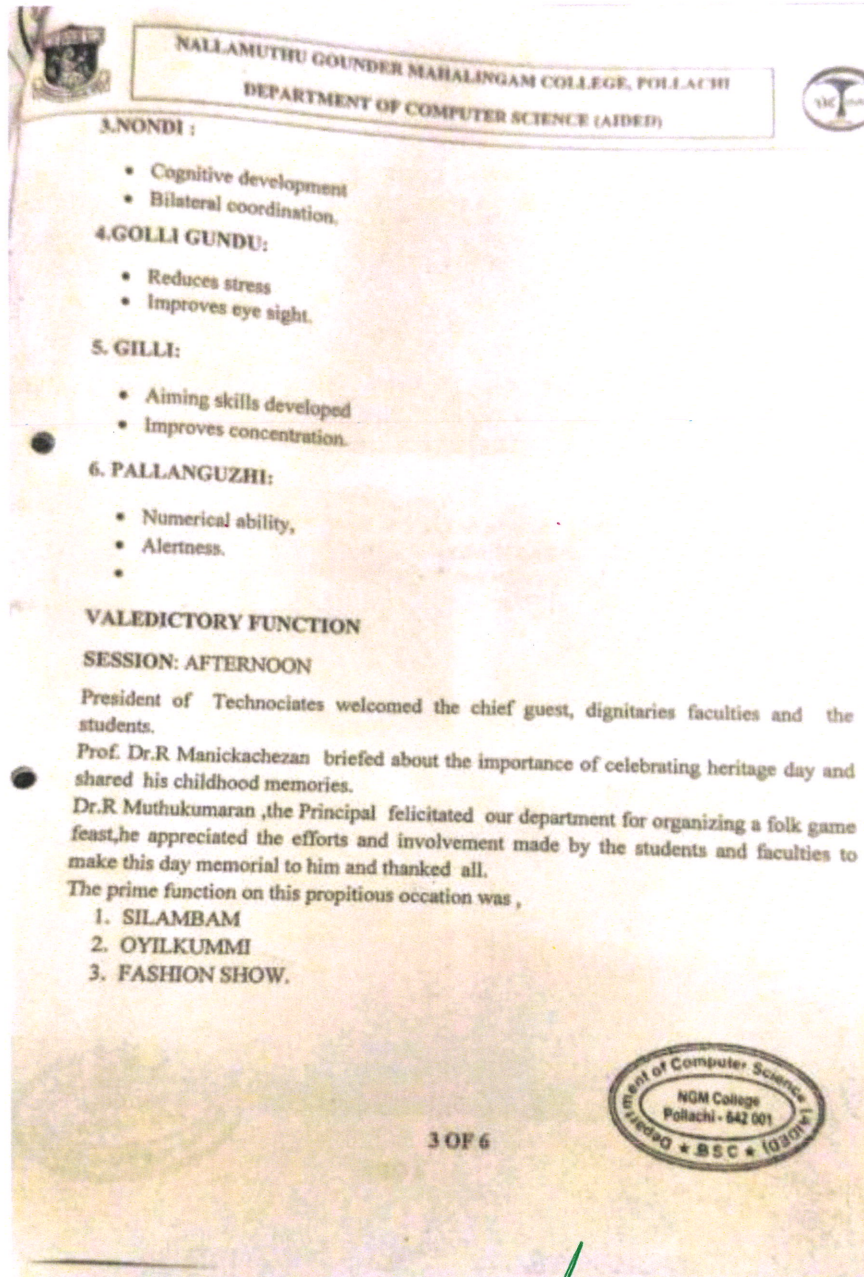 NALLAMUTHU GOUNDER MAHALINGAM COLLEGE, POLLACHI
DEPARTMENT OF COMPUTER SCIENCE (AIDED)
3.NONDI :
• Cognitive development
• Bilateral coordination.
4.GOLLI GUNDU:
• Reduces stress
• Improves eye sight.
5. GILLI:
• Aiming skills developed
• Improves concentration.
6. PALLANGUZHI:
• Numerical ability,
• Alertness.
•
VALEDICTORY FUNCTION
SESSION: AFTERNOON
President of Technociates welcomed the chief guest, dignitaries faculties and the
students.
Prof. Dr.R Manickachezan briefed about the importance of celebrating heritage day and
shared his childhood memories.
Dr.R Muthukumaran ,the Principal felicitated our department for organizing a folk game
feast,he appreciated the efforts and involvement made by the students and faculties to
make this day memorial to him and thanked all.
The prime function on this propitious occation was ,
1. SILAMBAM
2. OYILKUMMI
3. FASHION SHOW.
Department of Computer Science (AIDED)
NGM College
Pollachi - 642 001
★ BSC ★
3 OF 6